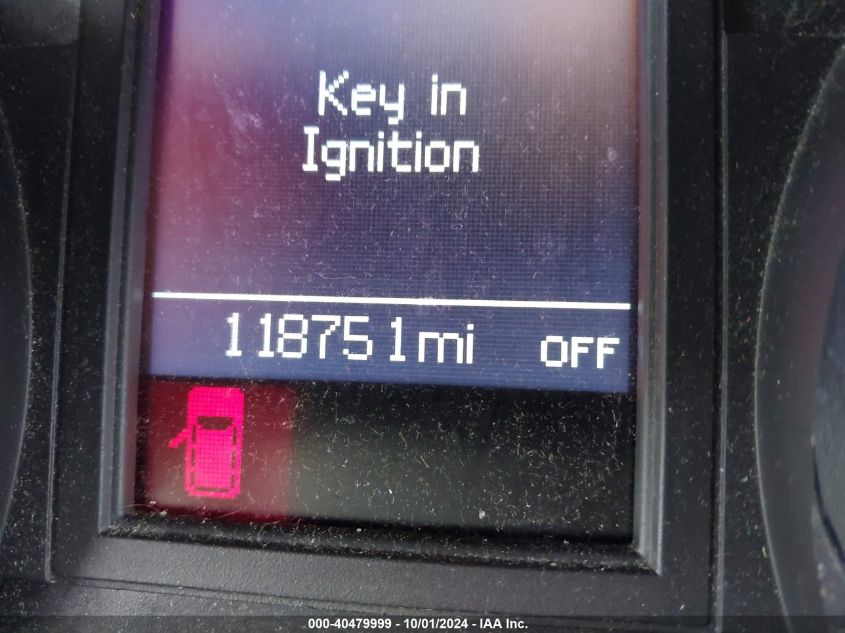 Key in
Ignition
118751mi OFF
000-40479999 - 10/01/2024 - IAA Inc.